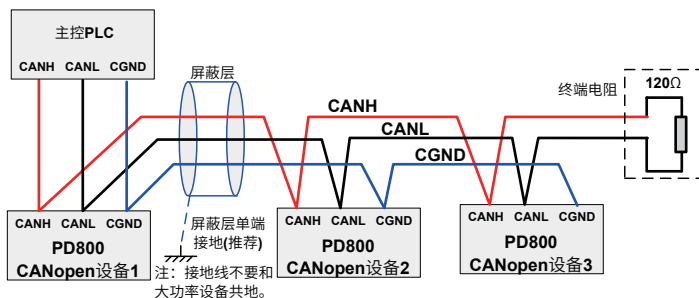 主控PLC
CANH CANL CGND
屏蔽层
CANH
CANL
CGND
终端电阻
120Ω
CANH CANL CGND
PD800
CANopen设备1
屏蔽层单端
接地(推荐)
注：接地线不要和
大功率设备共地。
CANH CANL CGND
PD800
CANopen设备2
CANH CANL CGND
PD800
CANopen设备3